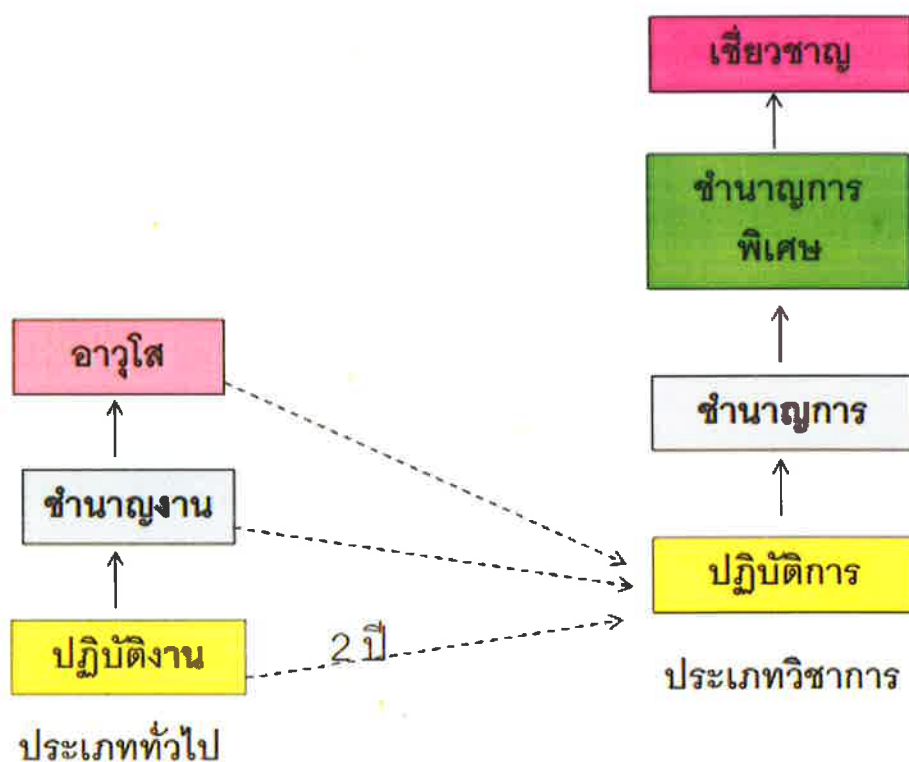 เชี่ยวชาญ
ชำนาญการ
พิเศษ
อาวุโส
ชำนาญการ
ชำนาญงาน
ปฏิบัติการ
ปฏิบัติงาน
2 ปี
ประเภทวิชาการ
ประเภททั่วไป